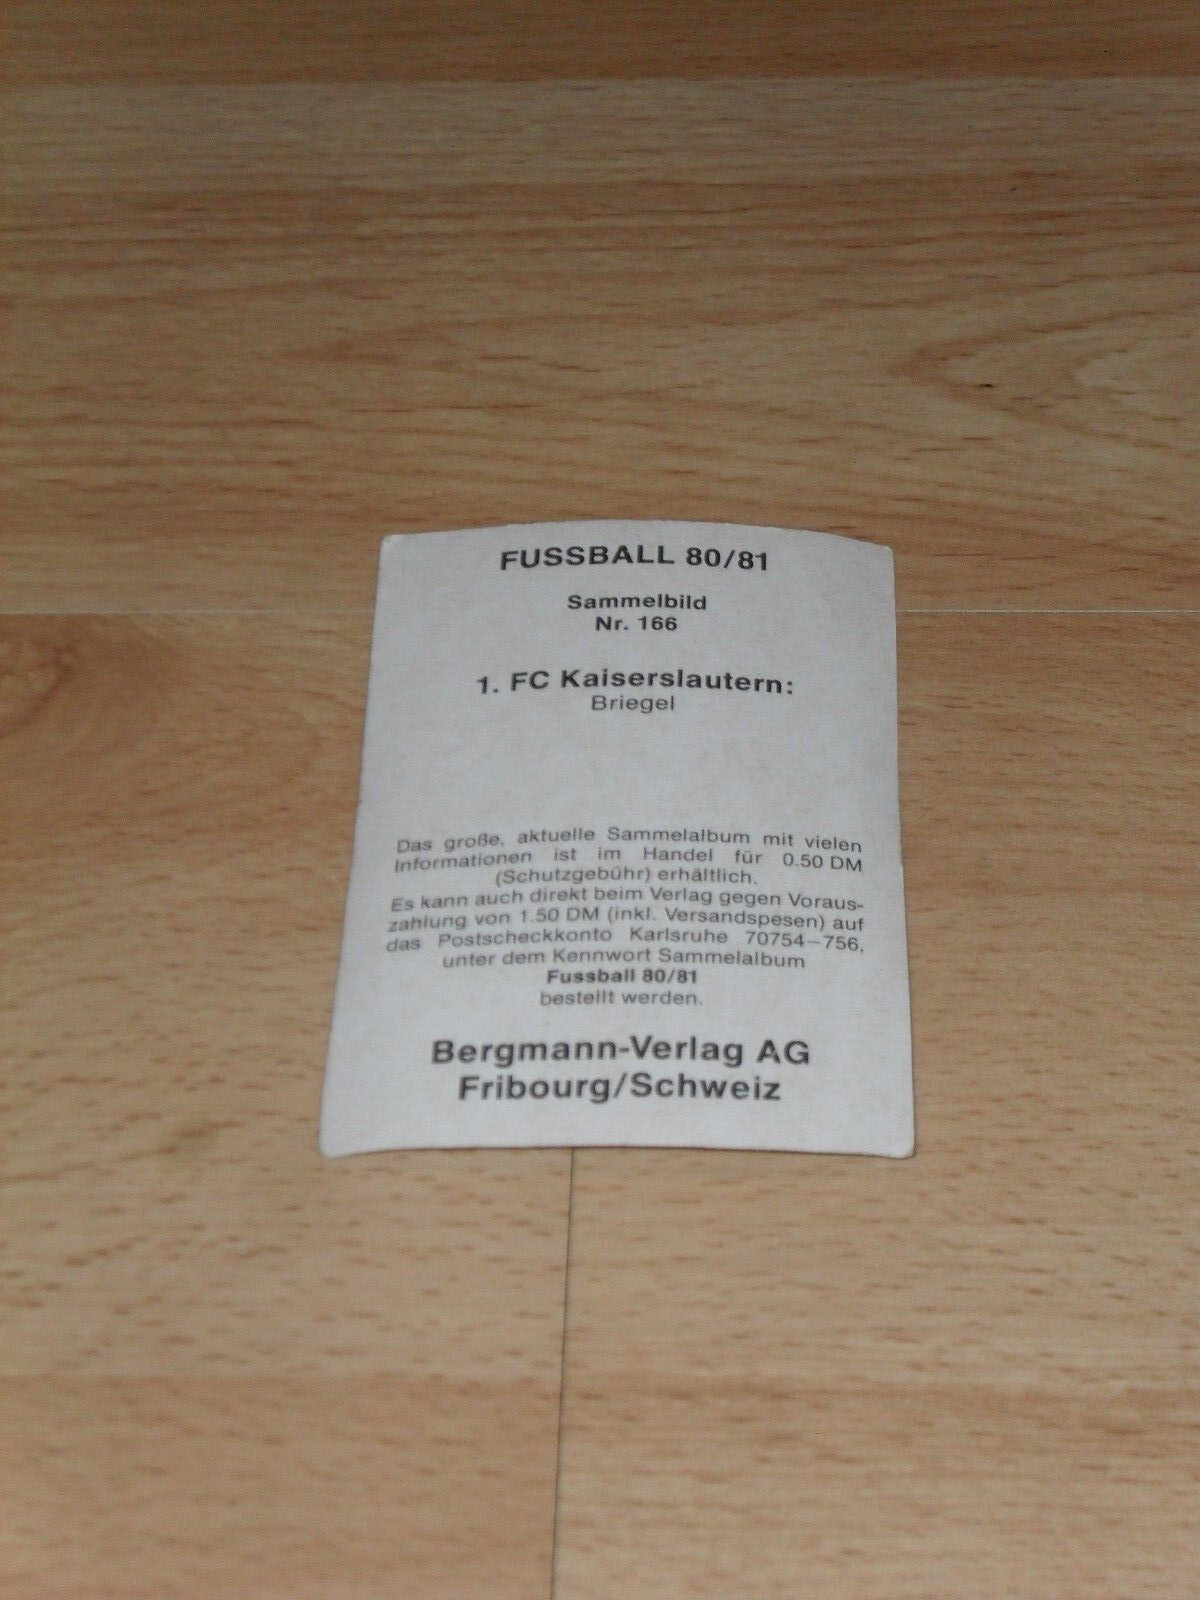 FUSSBALL 80/81
Sammelbild
Nr. 166
1. FC Kaiserslautern:
Briegel
Das große, aktuelle Sammelalbum mit vielen
Informationen ist im Handel für 0.50 DM
(Schutzgebühr) erhältlich.
Es kann auch direkt beim Verlag gegen Voraus-
zahlung von 1.50 DM (inkl. Versandspesen) auf
das Postscheckkonto Karlsruhe 70754–756,
unter dem Kennwort Sammelalbum
Fussball 80/81
bestellt werden.
Bergmann-Verlag AG
Fribourg/Schweiz